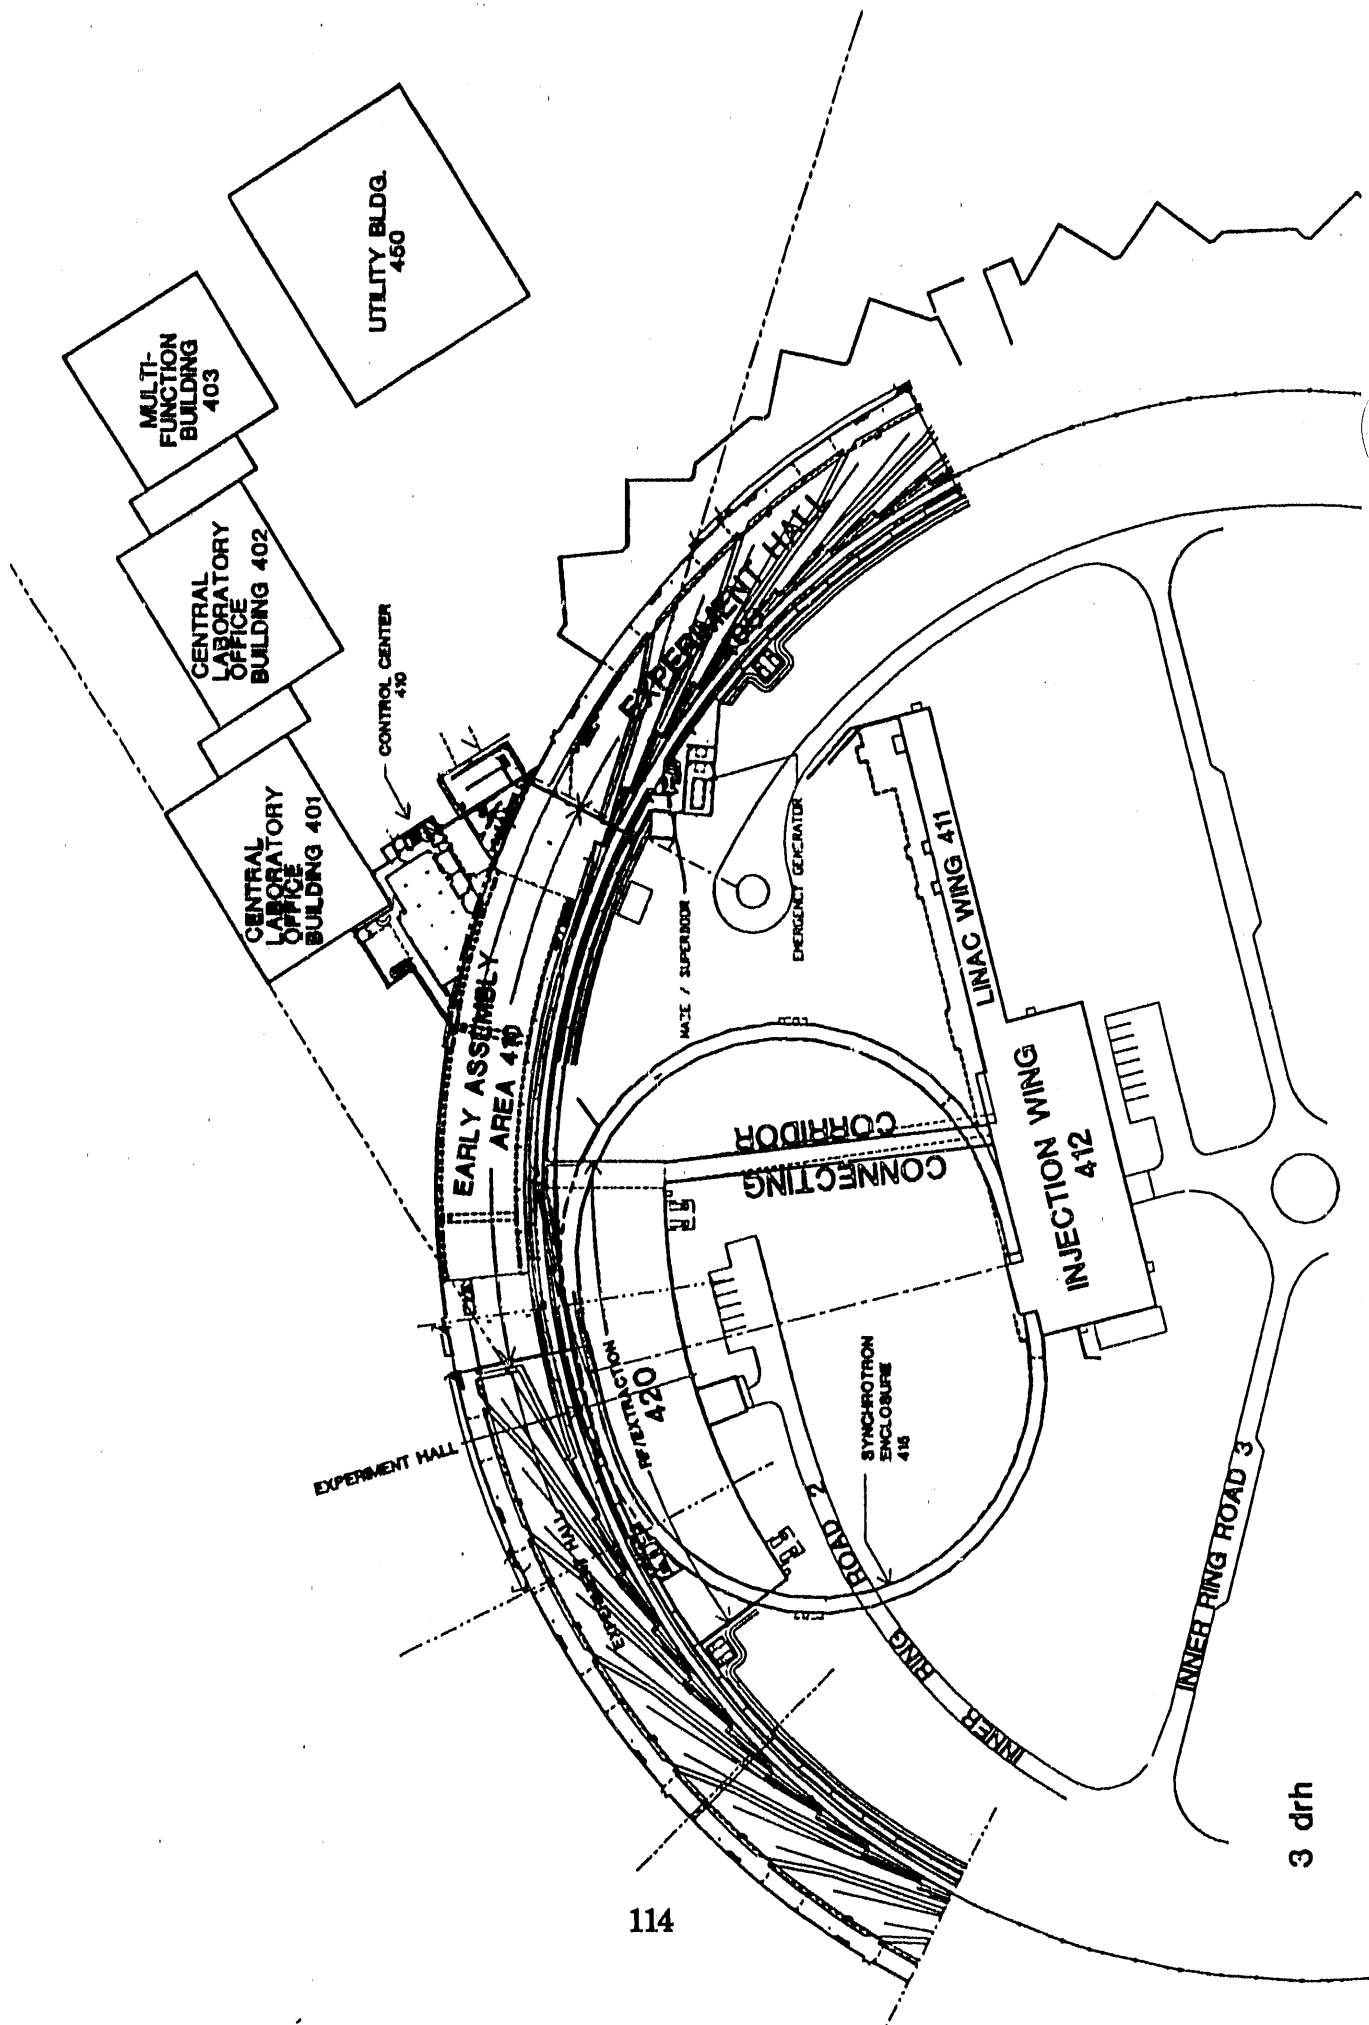 UTILITY BLDG.
450
MULTI-
FUNCTION
BUILDING
403
CENTRAL
LABORATORY
OFFICE
BUILDING 402
CENTRAL
LABORATORY
OFFICE
BUILDING 401
CONTROL CENTER
410
EXPERIMENT HALL
EARLY ASSEMBLY
AREA 410
MAZE / SUPERDOOR
EMERGENCY GENERATOR
LINAC WING 411
INJECTION WING
412
CONNECTING
CORRIDOR
EXPERIMENT HALL
EXPERIMENT HALL
RF/EXTRACTION
420
SYNCHROTRON
ENCLOSURE
415
INNER RING ROAD 2
INNER RING ROAD 3
3 drh
114